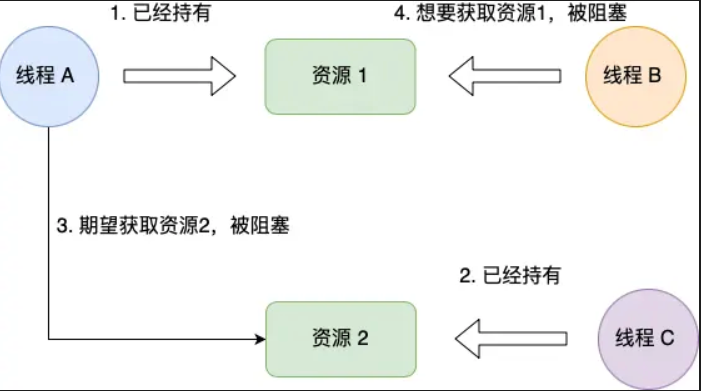 1. 已经持有
4. 想要获取资源1，被阻塞
线程 A
资源 1
线程 B
3. 期望获取资源2，被阻塞
2. 已经持有
资源 2
线程 C